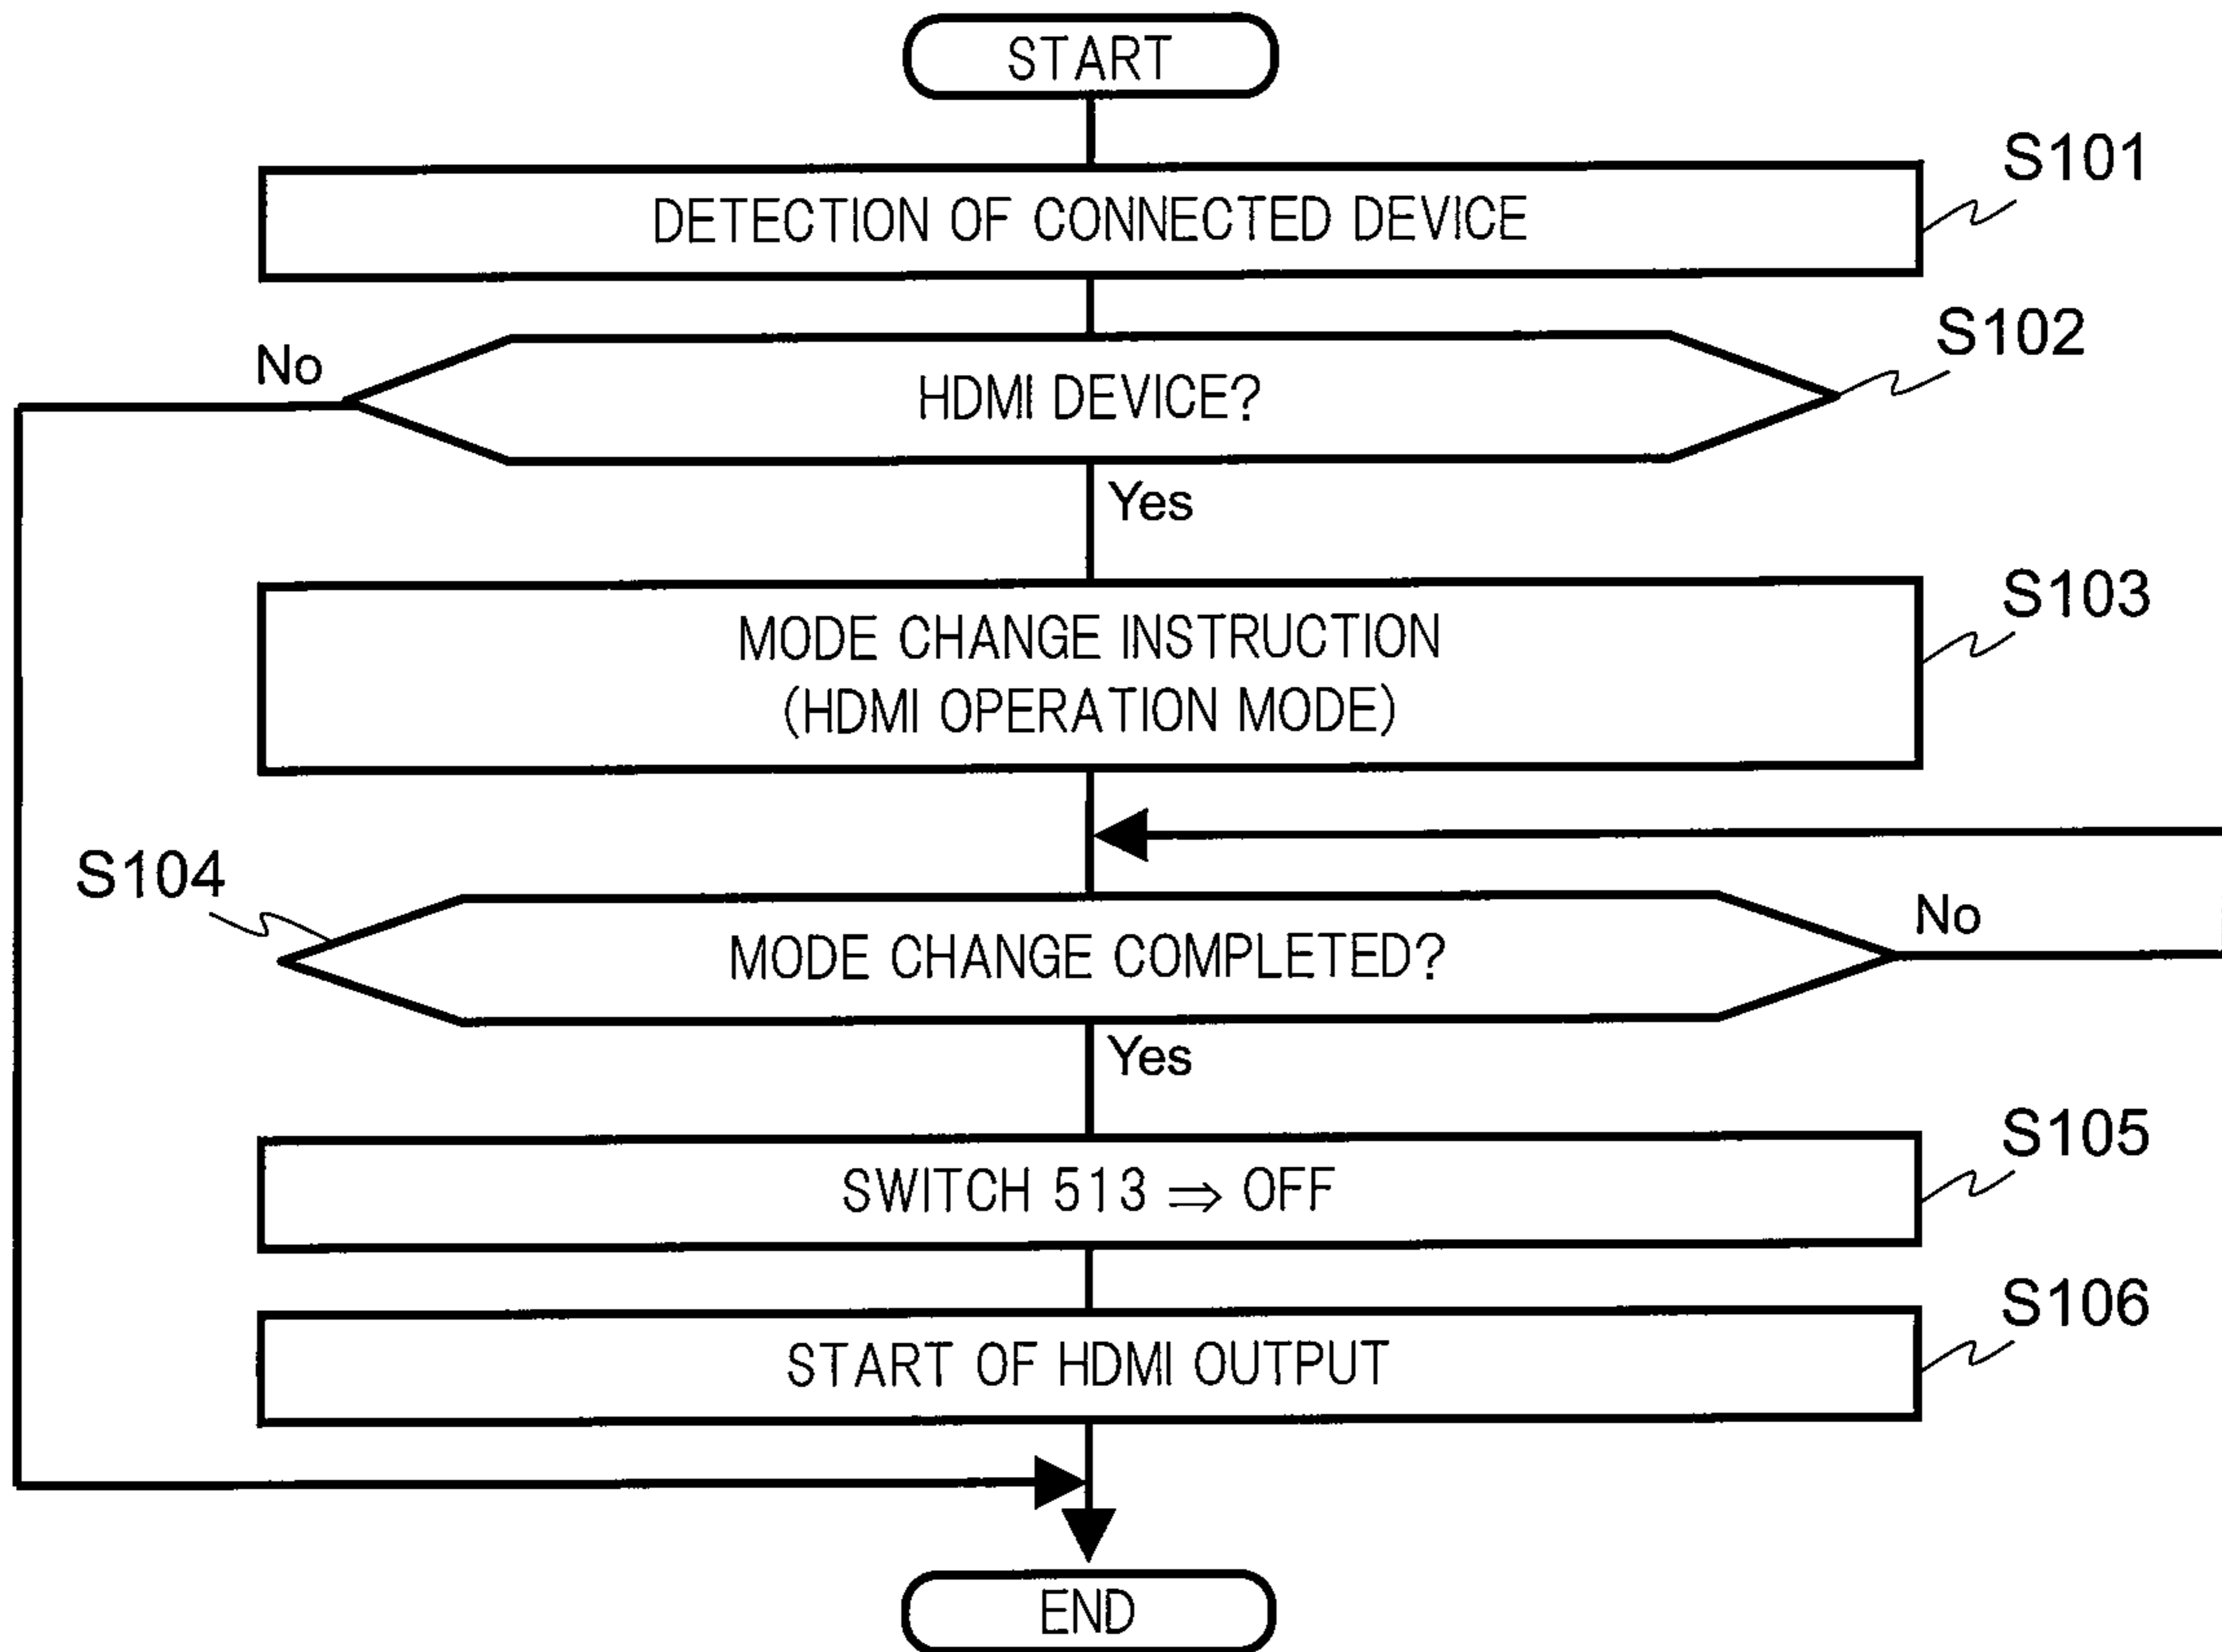 START
DETECTION OF CONNECTED DEVICE
S101
HDMI DEVICE?
S102
No
Yes
MODE CHANGE INSTRUCTION
(HDMI OPERATION MODE)
S103
S104
MODE CHANGE COMPLETED?
No
Yes
SWITCH 513 ⇒ OFF
S105
START OF HDMI OUTPUT
S106
END